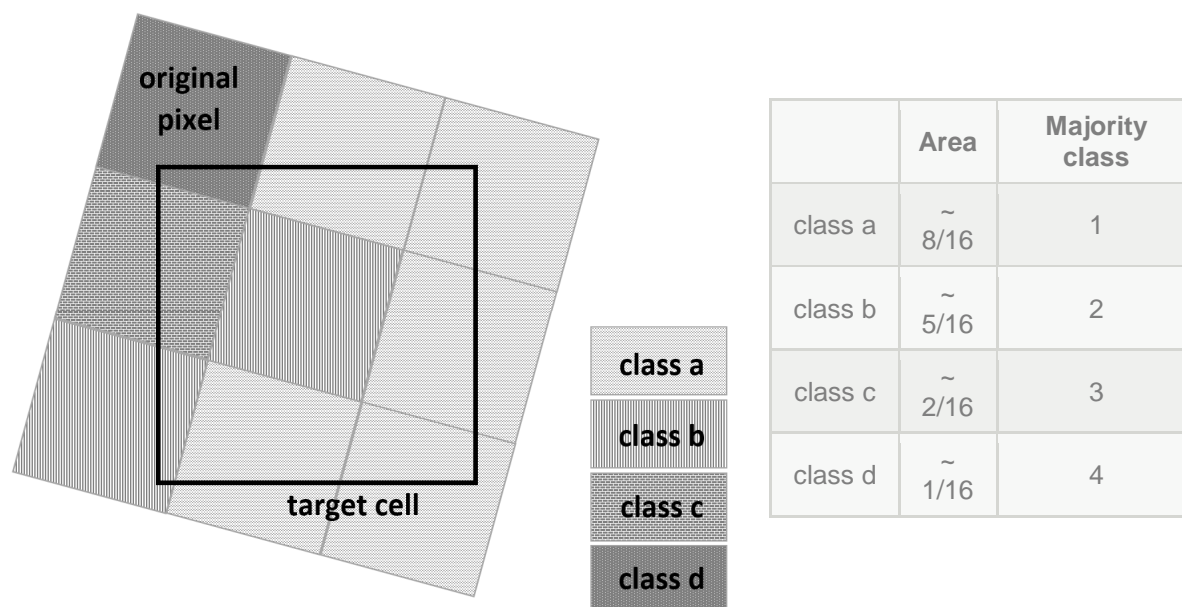 original
pixel
target cell
class a
class b
class c
class d
Area
Majority
class
class a
~
8/16
1
class b
~
5/16
2
class c
~
2/16
3
class d
~
1/16
4